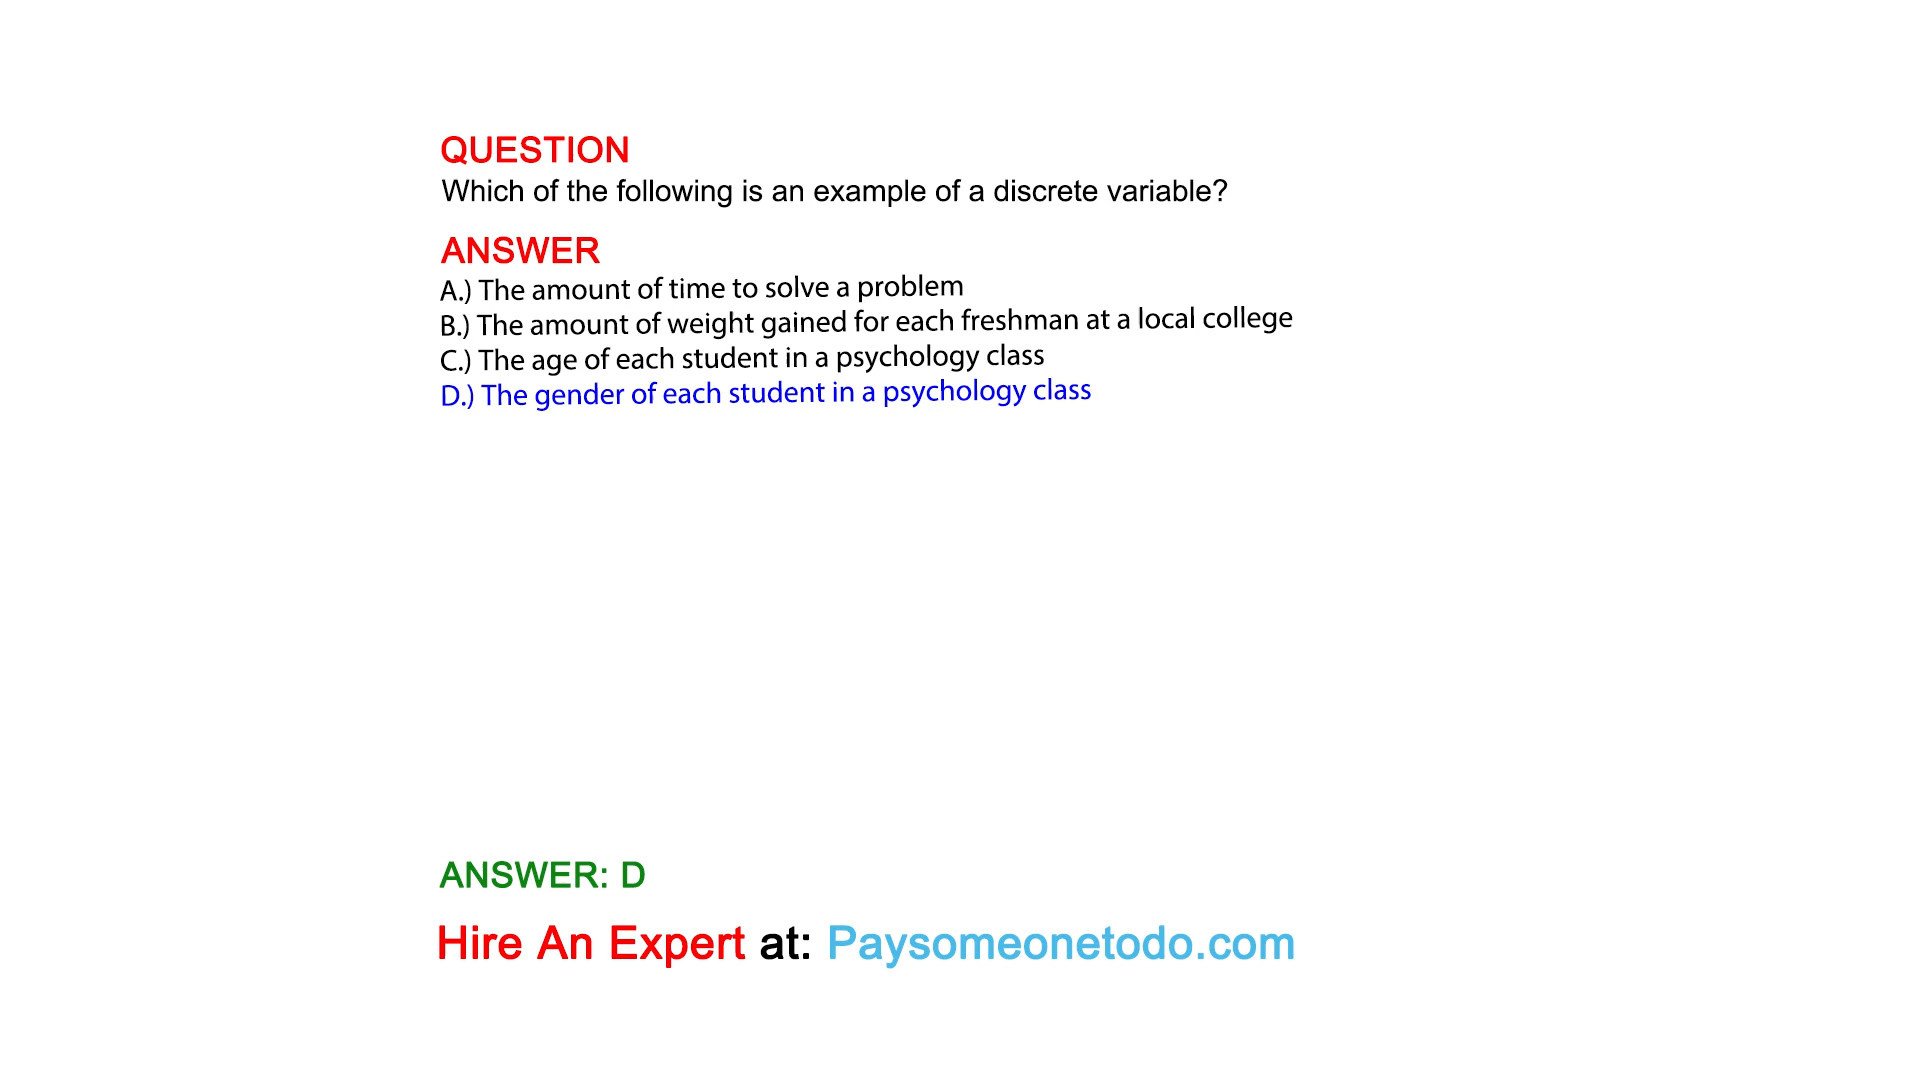 QUESTION
Which of the following is an example of a discrete variable?
ANSWER
A.) The amount of time to solve a problem
B.) The amount of weight gained for each freshman at a local college
C.) The age of each student in a psychology class
D.) The gender of each student in a psychology class
ANSWER: D
Hire An Expert at: Paysomeonetodo.com